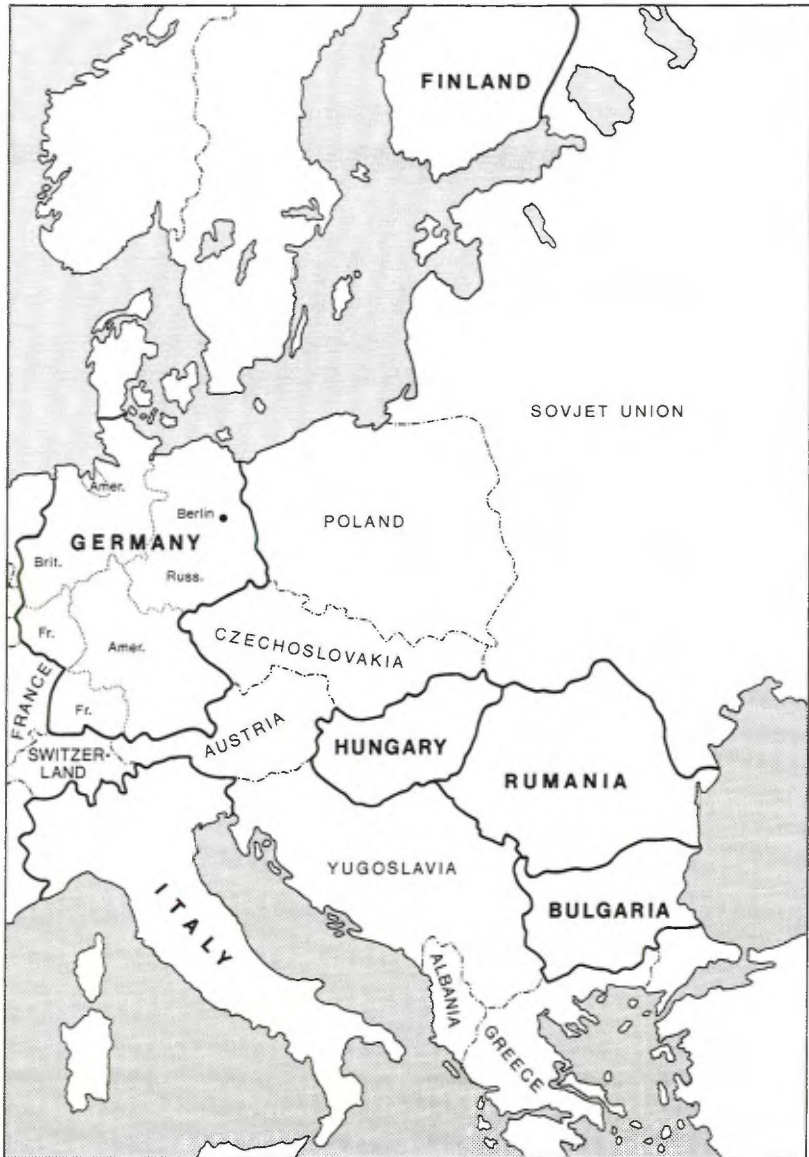 FINLAND
SOVJET UNION
Amer.
Berlin
POLAND
GERMANY
Brit.
Russ.
Fr.
Amer.
CZECHOSLOVAKIA
FRANCE
Fr.
AUSTRIA
SWITZER-
LAND
HUNGARY
RUMANIA
YUGOSLAVIA
ITALY
BULGARIA
ALBANIA
GREECE